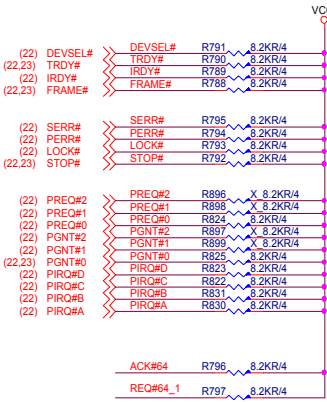 VCC
(22) DEVSEL# DEVSEL# R791 8.2KR/4
(22,23) TRDY# TRDY# R790 8.2KR/4
(22) IRDY# IRDY# R789 8.2KR/4
(22,23) FRAME# FRAME# R788 8.2KR/4
(22) SERR# SERR# R795 8.2KR/4
(22) PERR# PERR# R794 8.2KR/4
(22) LOCK# LOCK# R793 8.2KR/4
(22,23) STOP# STOP# R792 8.2KR/4
(22) PREQ#2 PREQ#2 R896 X_8.2KR/4
(22) PREQ#1 PREQ#1 R898 X_8.2KR/4
(22) PREQ#0 PREQ#0 R824 8.2KR/4
(22) PGNT#2 PGNT#2 R897 X_8.2KR/4
(22) PGNT#1 PGNT#1 R899 X_8.2KR/4
(22,23) PGNT#0 PGNT#0 R825 8.2KR/4
(22) PIRQ#D PIRQ#D R823 8.2KR/4
(22) PIRQ#C PIRQ#C R822 8.2KR/4
(22) PIRQ#B PIRQ#B R831 8.2KR/4
(22) PIRQ#A PIRQ#A R830 8.2KR/4
ACK#64 R796 8.2KR/4
REQ#64_1 R797 8.2KR/4